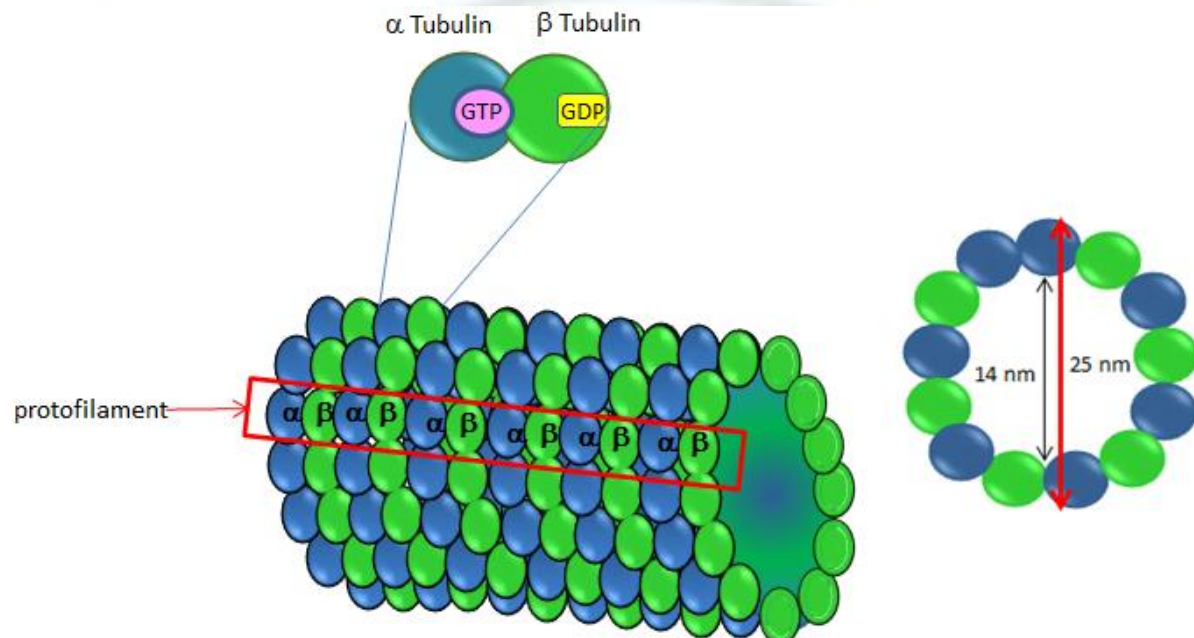 α Tubulin β Tubulin
GTP GDP
14 nm 25 nm
protofilament
α β α β α β α β α β α β